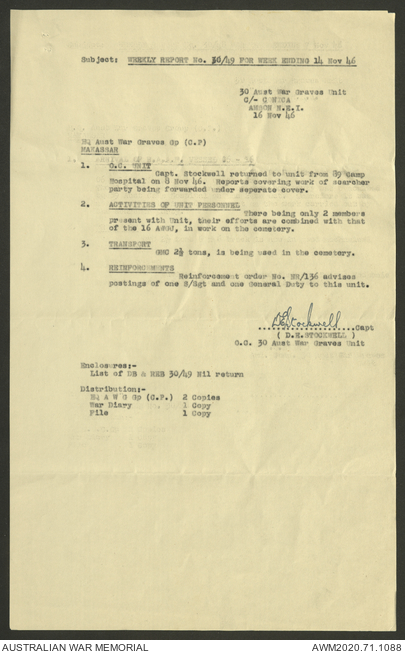 Subject: WEEKLY REPORT No. 30/49 FOR WEEK ENDING 14 Nov 46
30 Aust War Graves Unit
C/- CONICA
AMBON N.E.I.
16 Nov 46
HQ Aust War Graves Gp (C.P)
MAKASSAR
1. O.C. UNIT
Capt. Stockwell returned to unit from 89 Camp
Hospital on 8 Nov 46. Reports covering work of searcher
party being forwarded under seperate cover.
2. ACTIVITIES OF UNIT PERSONNEL
There being only 2 members
present with Unit, their efforts are combined with that
of the 16 AWGU, in work on the cemetery.
3. TRANSPORT
GMC 2½ tons, is being used in the cemetery.
4. REINFORCEMENTS
Reinforcement order No. /136 advises
postings of one S/Sgt and one General Duty to this unit.
DEStockwell Capt
( D.E.STOCKWELL )
O.C. 30 Aust War Graves Unit
Enclosures:-
List of DB & REB 30/49 Nil return
Distribution:-
HQ A W G Gp (C.P.) 2 Copies
War Diary 1 Copy
File 1 Copy
AUSTRALIAN WAR MEMORIAL
AWM2020.71.1088